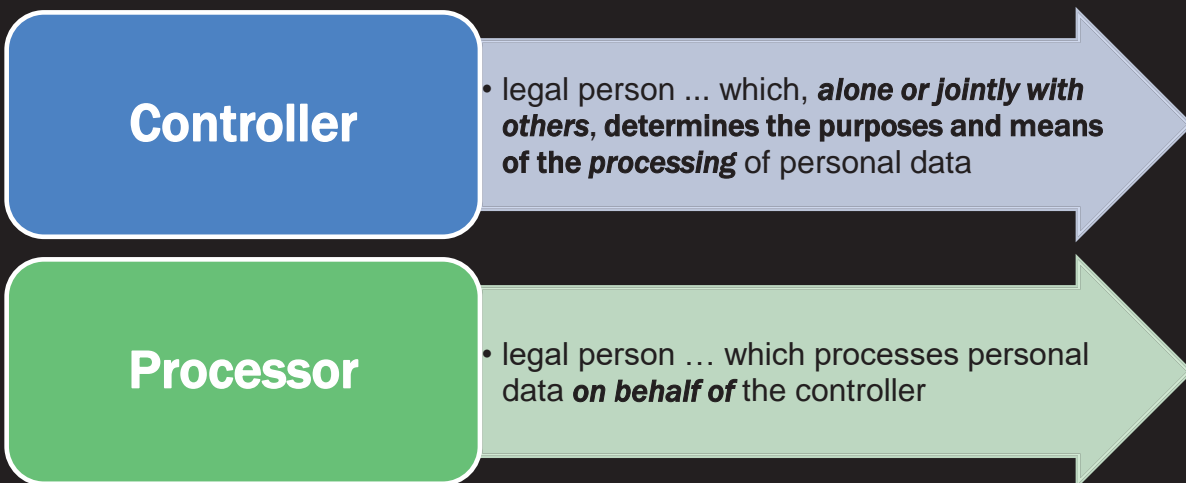 Controller
• legal person ... which, alone or jointly with
others, determines the purposes and means
of the processing of personal data
Processor
• legal person … which processes personal
data on behalf of the controller